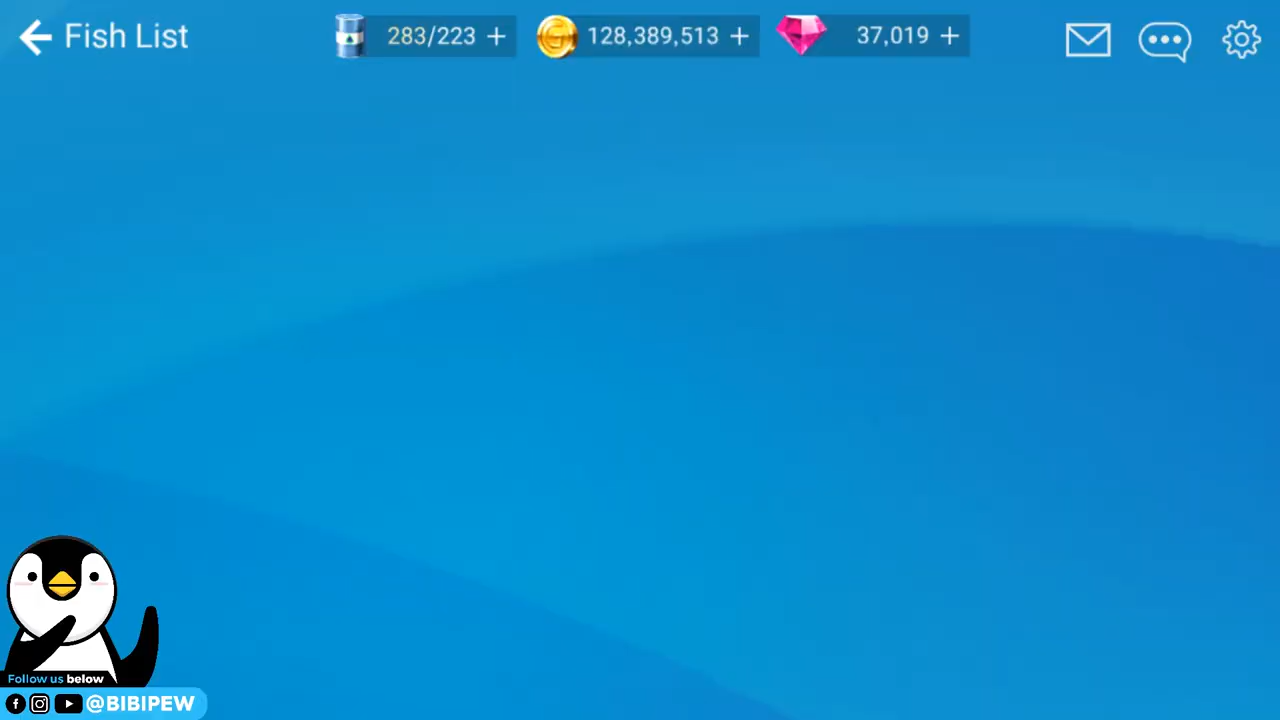 Fish List
283/223 +
128,389,513 +
37,019 +
Follow us below
@BIBIPEW